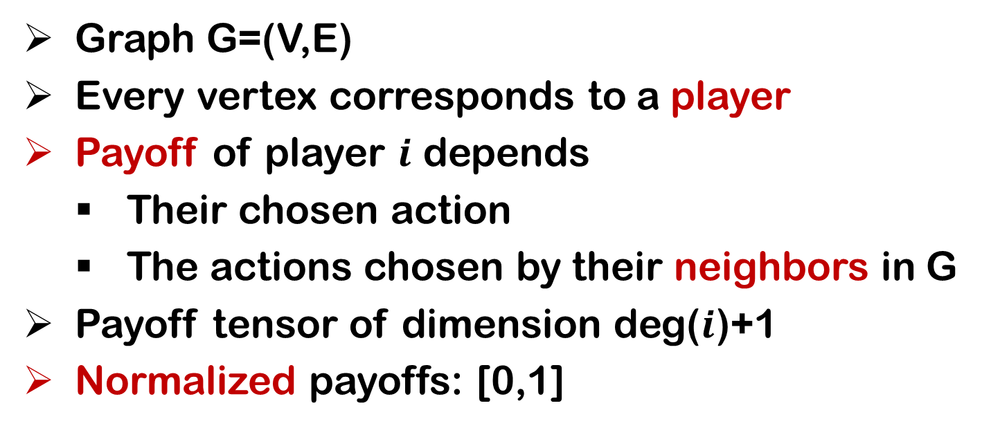 ➢ Graph G=(V,E)
➢ Every vertex corresponds to a player
➢ Payoff of player i depends
▪ Their chosen action
▪ The actions chosen by their neighbors in G
➢ Payoff tensor of dimension deg(i)+1
➢ Normalized payoffs: [0,1]